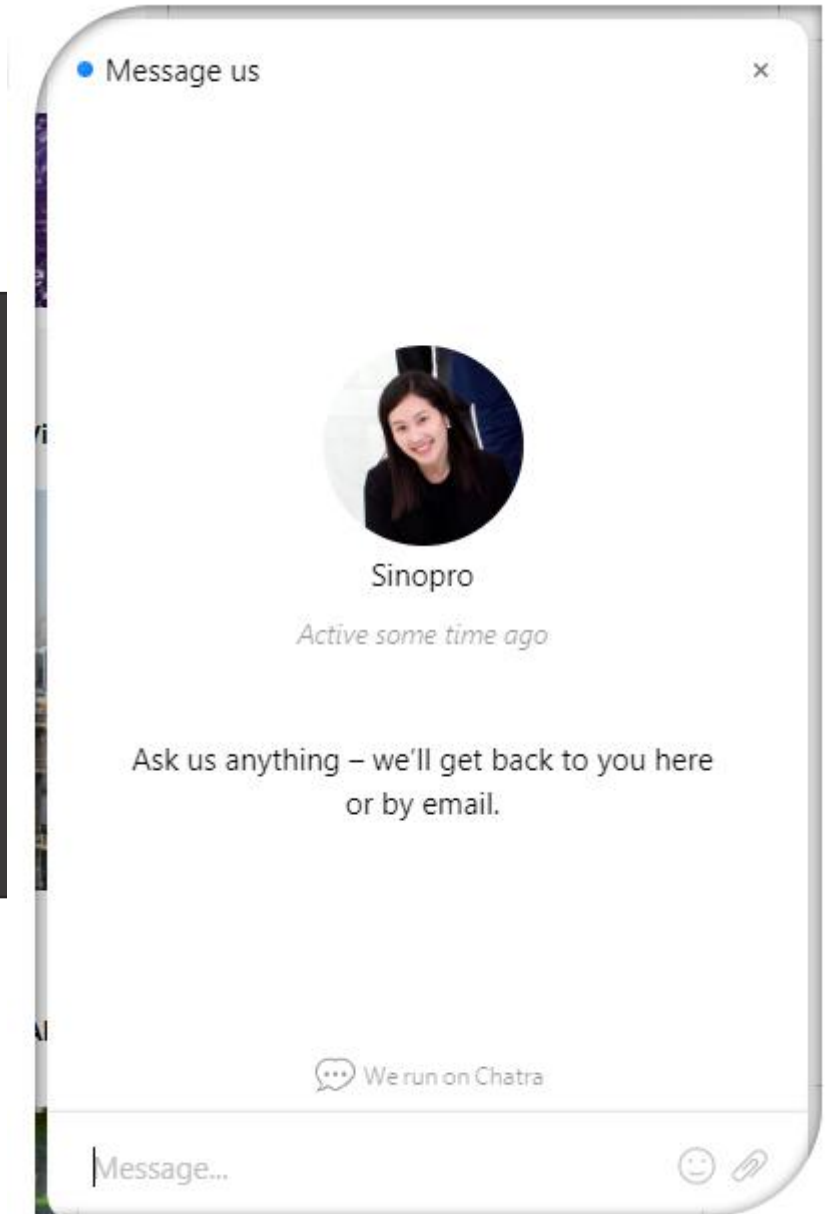 Message us
Sinopro
Active some time ago
Ask us anything – we'll get back to you here
or by email.
We run on Chatra
Message...